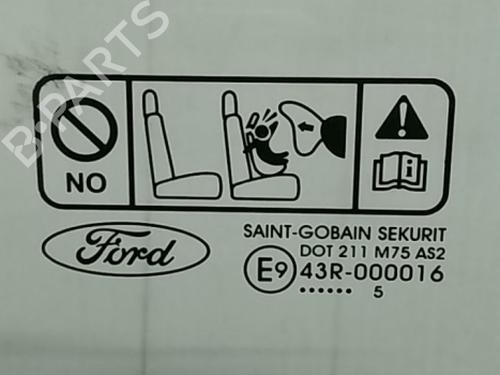 B-PARTS
NO
Ford
SAINT-GOBAIN SEKURIT
DOT 211 M75 AS2
E9 43R-000016
...... 5